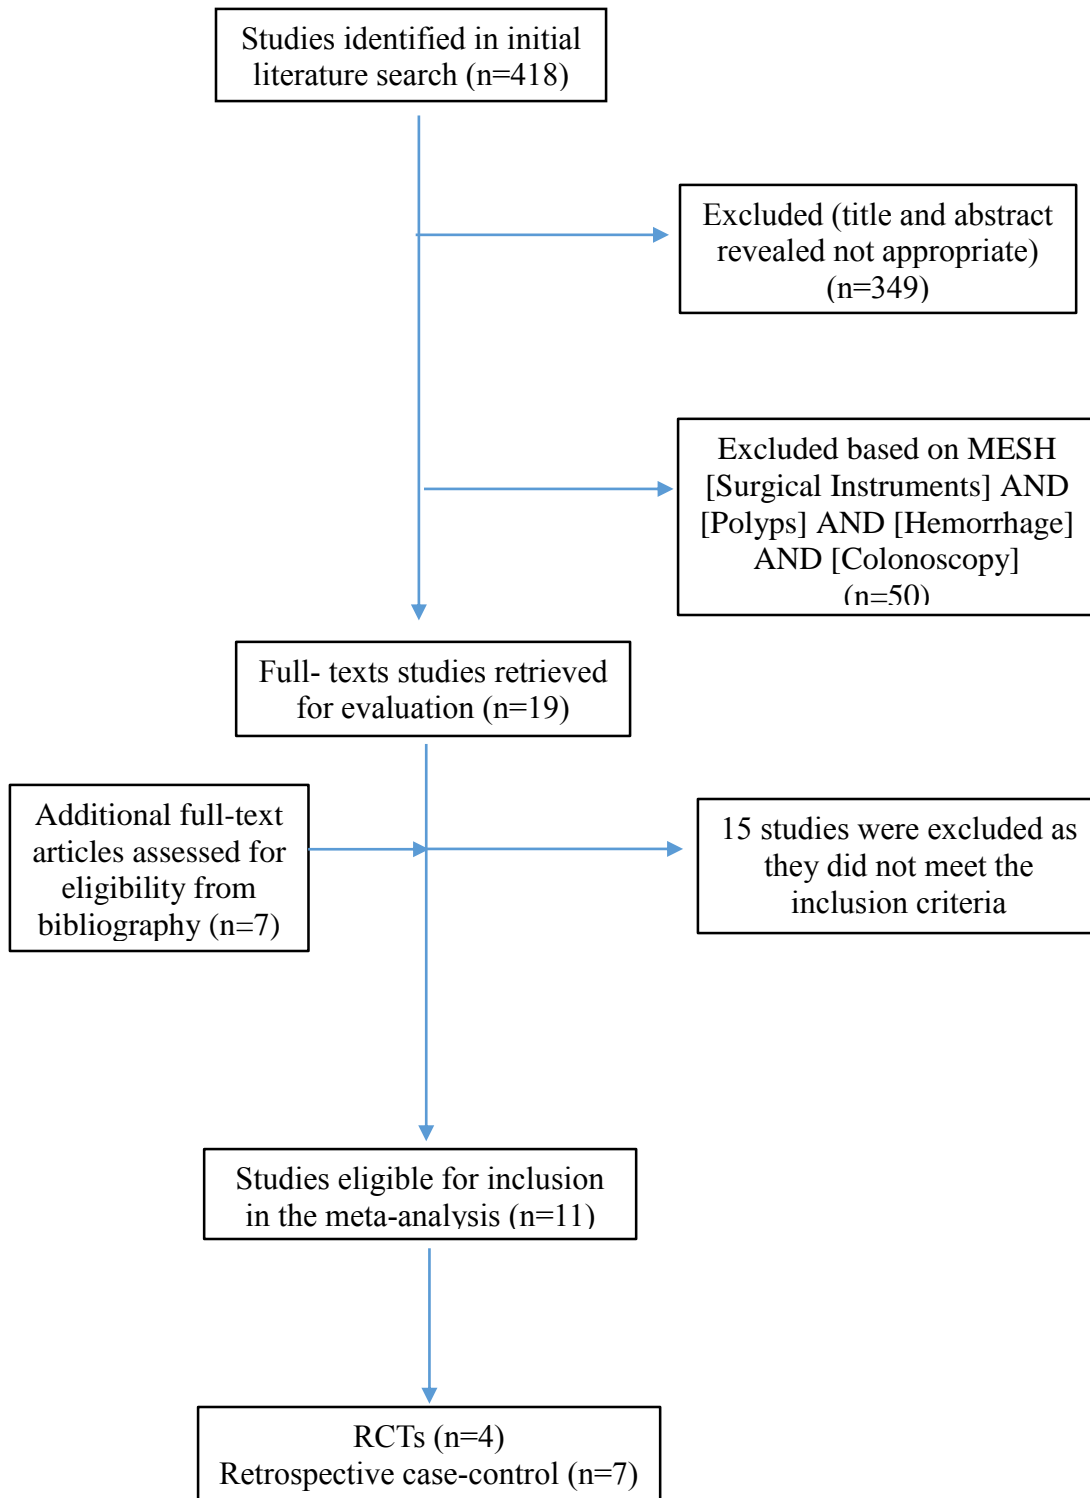 Studies identified in initial
literature search (n=418)
Excluded (title and abstract
revealed not appropriate)
(n=349)
Excluded based on MESH
[Surgical Instruments] AND
[Polyps] AND [Hemorrhage]
AND [Colonoscopy]
(n=50)
Full- texts studies retrieved
for evaluation (n=19)
Additional full-text
articles assessed for
eligibility from
bibliography (n=7)
15 studies were excluded as
they did not meet the
inclusion criteria
Studies eligible for inclusion
in the meta-analysis (n=11)
RCTs (n=4)
Retrospective case-control (n=7)